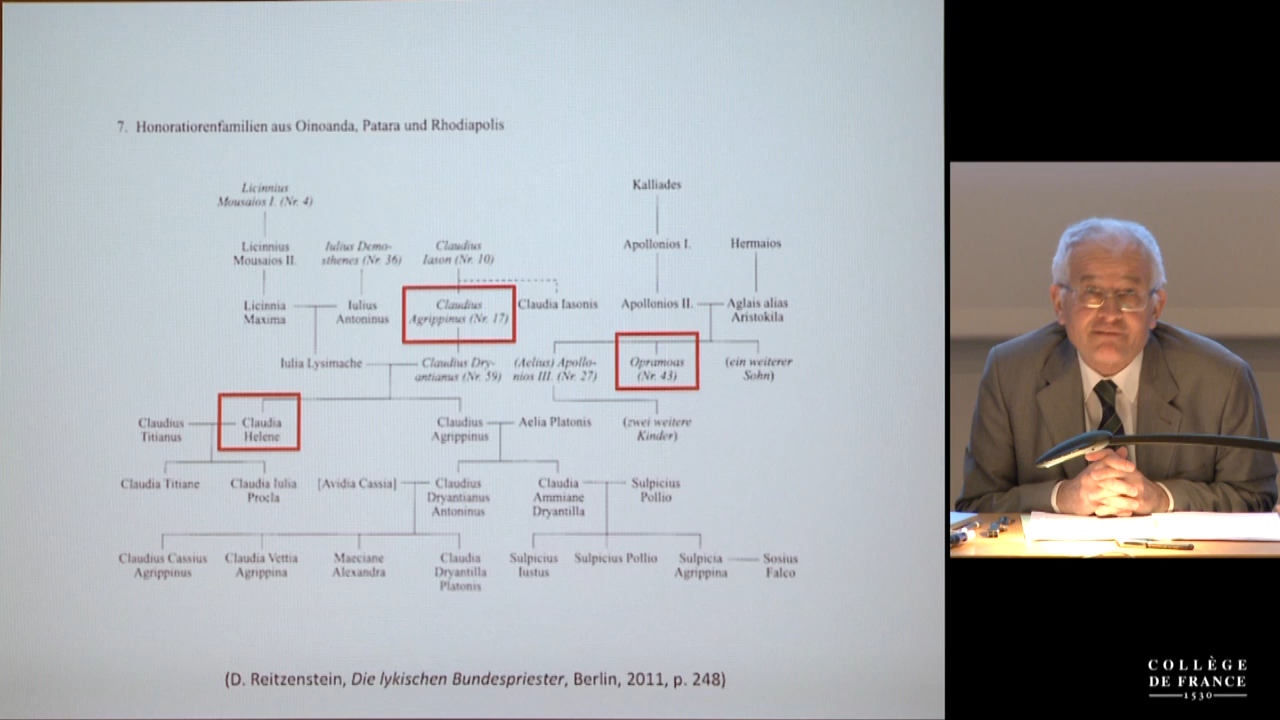 7. Honoratiorenfamilien aus Oinoanda, Patara und Rhodiapolis
Licinnius
Mousaios I. (Nr. 4)
Kalliades
Licinnius
Mousaios II.
Iulius Demo-
sthenes (Nr. 36)
Claudius
Iason (Nr. 10)
Apollonios I.
Hermaios
Licinnia
Maxima
Iulius
Antoninus
Claudius
Agrippinus (Nr. 17)
Claudia Iasonis
Apollonios II.
Aglais alias
Aristokila
Iulia Lysimache
Claudius Dry-
antianus (Nr. 59)
(Aelius) Apollo-
nios III. (Nr. 27)
Opramoas
(Nr. 43)
(ein weiterer
Sohn)
Claudius
Titianus
Claudia
Helene
Claudius
Agrippinus
Aelia Platonis
(zwei weitere
Kinder)
Claudia Titiane
Claudia Iulia
Procla
[Avidia Cassia]
Claudius
Dryantianus
Antoninus
Claudia
Ammiane
Dryantilla
Sulpicius
Pollio
Claudius Cassius
Agrippinus
Claudia Vettia
Agrippina
Marciane
Alexandra
Claudia
Dryantilla
Platonis
Sulpicius
Iustus
Sulpicius Pollio
Sulpicia
Agrippina
Sosius
Falco
(D. Reitzenstein, Die lykischen Bundespriester, Berlin, 2011, p. 248)
COLLÈGE
DE FRANCE
1530